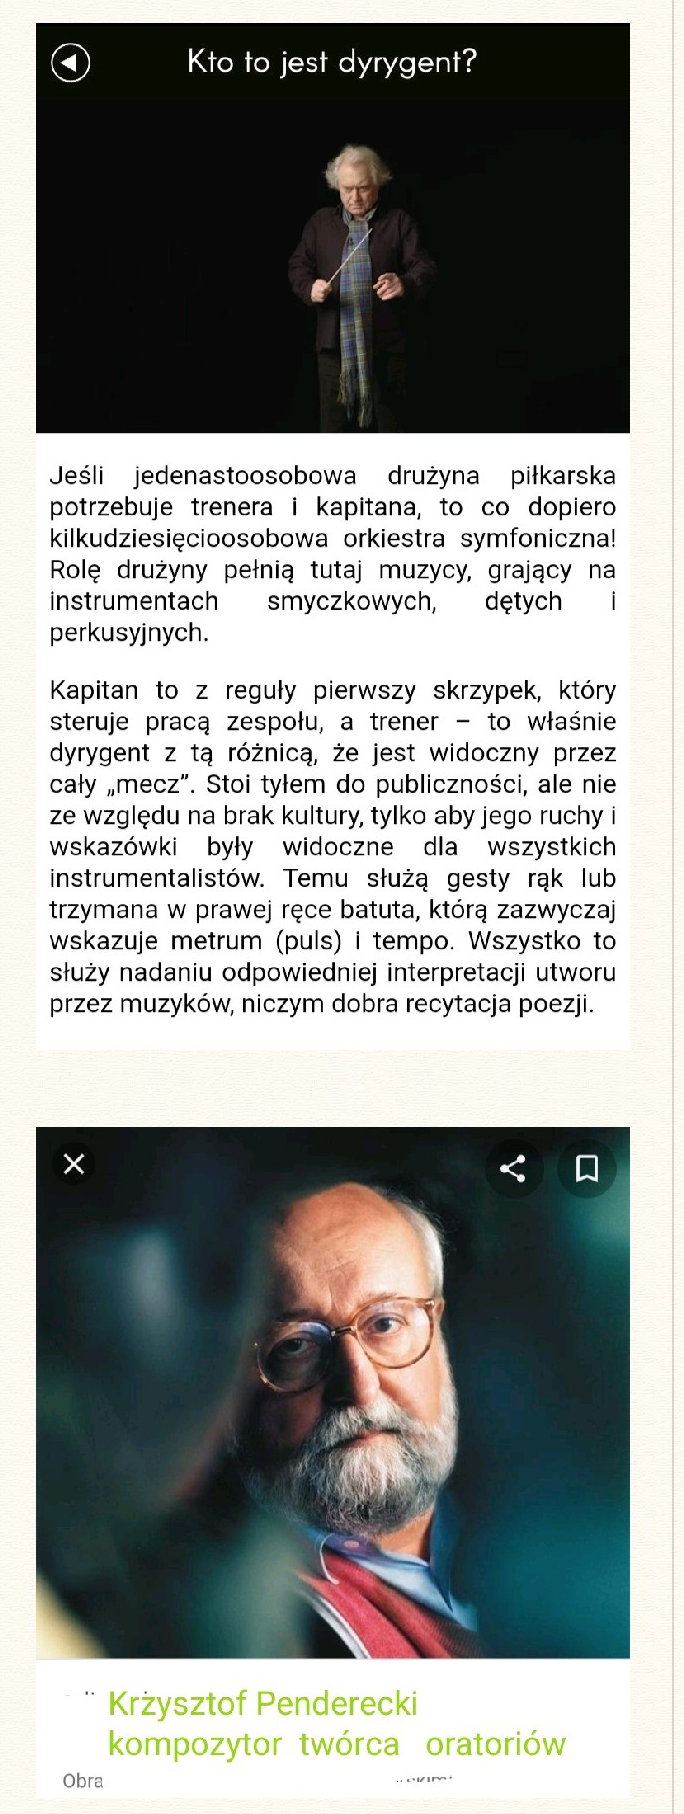 Kto to jest dyrygent?
Jeśli jedenastoosobowa drużyna piłkarska
potrzebuje trenera i kapitana, to co dopiero
kilkudziesięcioosobowa orkiestra symfoniczna!
Rolę drużyny pełnią tutaj muzycy, grający na
instrumentach smyczkowych, dętych i
perkusyjnych.
Kapitan to z reguły pierwszy skrzypek, który
steruje pracą zespołu, a trener – to właśnie
dyrygent z tą różnicą, że jest widoczny przez
cały „mecz”. Stoi tyłem do publiczności, ale nie
ze względu na brak kultury, tylko aby jego ruchy i
wskazówki były widoczne dla wszystkich
instrumentalistów. Temu służą gesty rąk lub
trzymana w prawej ręce batuta, którą zazwyczaj
wskazuje metrum (puls) i tempo. Wszystko to
służy nadaniu odpowiedniej interpretacji utworu
przez muzyków, niczym dobra recytacja poezji.
Krzysztof Penderecki
kompozytor twórca oratoriów
Obra